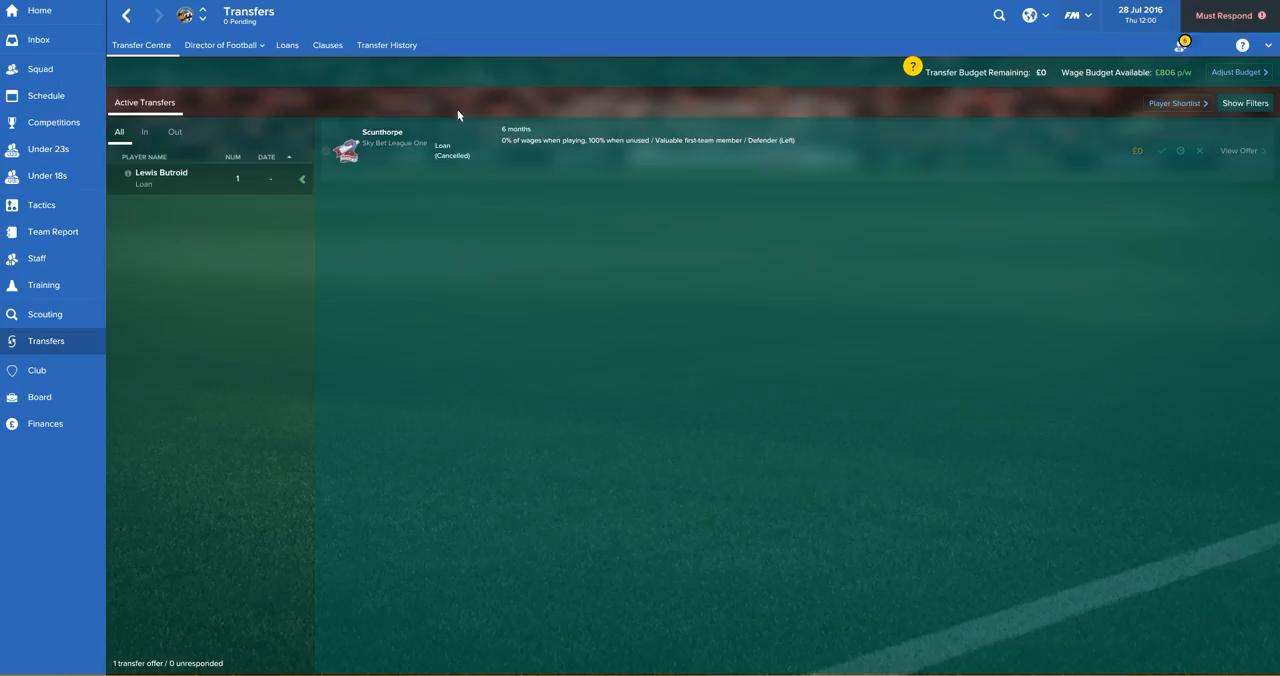 Home
Inbox
Squad
Schedule
Competitions
Under 23s
Under 18s
Tactics
Team Report
Staff
Training
Scouting
Transfers
Club
Board
Finances
Transfers
0 Pending
FM
28 Jul 2016
Thu 12:00
Must Respond
Transfer Centre Director of Football Loans Clauses Transfer History
6
?
? Transfer Budget Remaining: £0 Wage Budget Available: £806 p/w Adjust Budget
Active Transfers
Player Shortlist Show Filters
All In Out
PLAYER NAME NUM DATE
Lewis Butroid 1 -
Loan
Scunthorpe
Sky Bet League One
Loan
(Cancelled)
6 months
0% of wages when playing, 100% when unused / Valuable first-team member / Defender (Left)
£0 View Offer
1 transfer offer / 0 unresponded